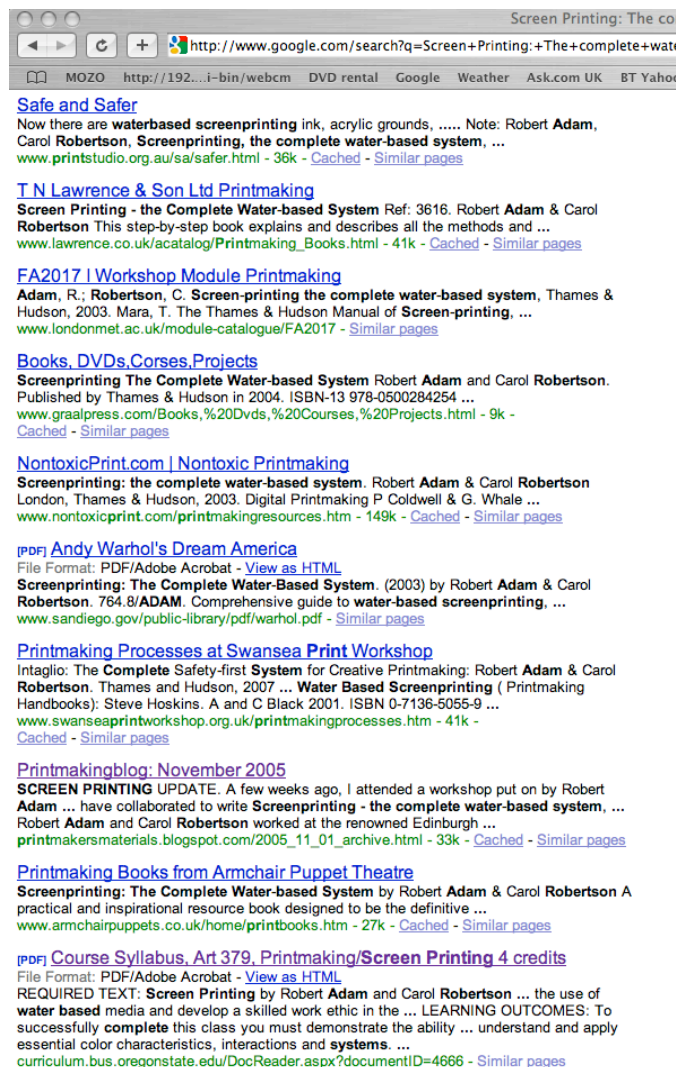 Screen Printing: The co
http://www.google.com/search?q=Screen+Printing:+The+complete+wate
MOZO http://192....i-bin/webcm DVD rental Google Weather Ask.com UK BT Yahoo
Safe and Safer
Now there are waterbased screenprinting ink, acrylic grounds, ..... Note: Robert Adam,
Carol Robertson, Screenprinting, the complete water-based system, ...
www.printstudio.org.au/sa/safer.html - 36k - Cached - Similar pages
T N Lawrence & Son Ltd Printmaking
Screen Printing - the Complete Water-based System Ref: 3616. Robert Adam & Carol
Robertson This step-by-step book explains and describes all the methods and ...
www.lawrence.co.uk/acatalog/Printmaking_Books.html - 41k - Cached - Similar pages
FA2017 | Workshop Module Printmaking
Adam, R.; Robertson, C. Screen-printing the complete water-based system, Thames &
Hudson, 2003. Mara, T. The Thames & Hudson Manual of Screen-printing, ...
www.londonmet.ac.uk/module-catalogue/FA2017 - Similar pages
Books, DVDs,Corses,Projects
Screenprinting The Complete Water-based System Robert Adam and Carol Robertson.
Published by Thames & Hudson in 2004. ISBN-13 978-0500284254 ...
www.graalpress.com/Books,%20Dvds,%20Courses,%20Projects.html - 9k -
Cached - Similar pages
NontoxicPrint.com | Nontoxic Printmaking
Screenprinting: the complete water-based system. Robert Adam & Carol Robertson
London, Thames & Hudson, 2003. Digital Printmaking P Coldwell & G. Whale ...
www.nontoxicprint.com/printmakingresources.htm - 149k - Cached - Similar pages
[PDF] Andy Warhol's Dream America
File Format: PDF/Adobe Acrobat - View as HTML
Screenprinting: The Complete Water-Based System. (2003) by Robert Adam & Carol
Robertson. 764.8/ADAM. Comprehensive guide to water-based screenprinting, ...
www.sandiego.gov/public-library/pdf/warhol.pdf - Similar pages
Printmaking Processes at Swansea Print Workshop
Intaglio: The Complete Safety-first System for Creative Printmaking: Robert Adam & Carol
Robertson. Thames and Hudson, 2007 ... Water Based Screenprinting ( Printmaking
Handbooks): Steve Hoskins. A and C Black 2001. ISBN 0-7136-5055-9 ...
www.swanseaprintworkshop.org.uk/printmakingprocesses.htm - 41k -
Cached - Similar pages
Printmakingblog: November 2005
SCREEN PRINTING UPDATE. A few weeks ago, I attended a workshop put on by Robert
Adam ... have collaborated to write Screenprinting - the complete water-based system, ...
Robert Adam and Carol Robertson worked at the renowned Edinburgh ...
printmakersmaterials.blogspot.com/2005_11_01_archive.html - 33k - Cached - Similar pages
Printmaking Books from Armchair Puppet Theatre
Screenprinting: The Complete Water-based System by Robert Adam & Carol Robertson A
practical and inspirational resource book designed to be the definitive ...
www.armchairpuppets.co.uk/home/printbooks.htm - 27k - Cached - Similar pages
[PDF] Course Syllabus, Art 379, Printmaking/Screen Printing 4 credits
File Format: PDF/Adobe Acrobat - View as HTML
REQUIRED TEXT: Screen Printing by Robert Adam and Carol Robertson ... the use of
water based media and develop a skilled work ethic in the ... LEARNING OUTCOMES: To
successfully complete this class you must demonstrate the ability ... understand and apply
essential color characteristics, interactions and systems. ...
curriculum.bus.oregonstate.edu/DocReader.aspx?documentID=4666 - Similar pages